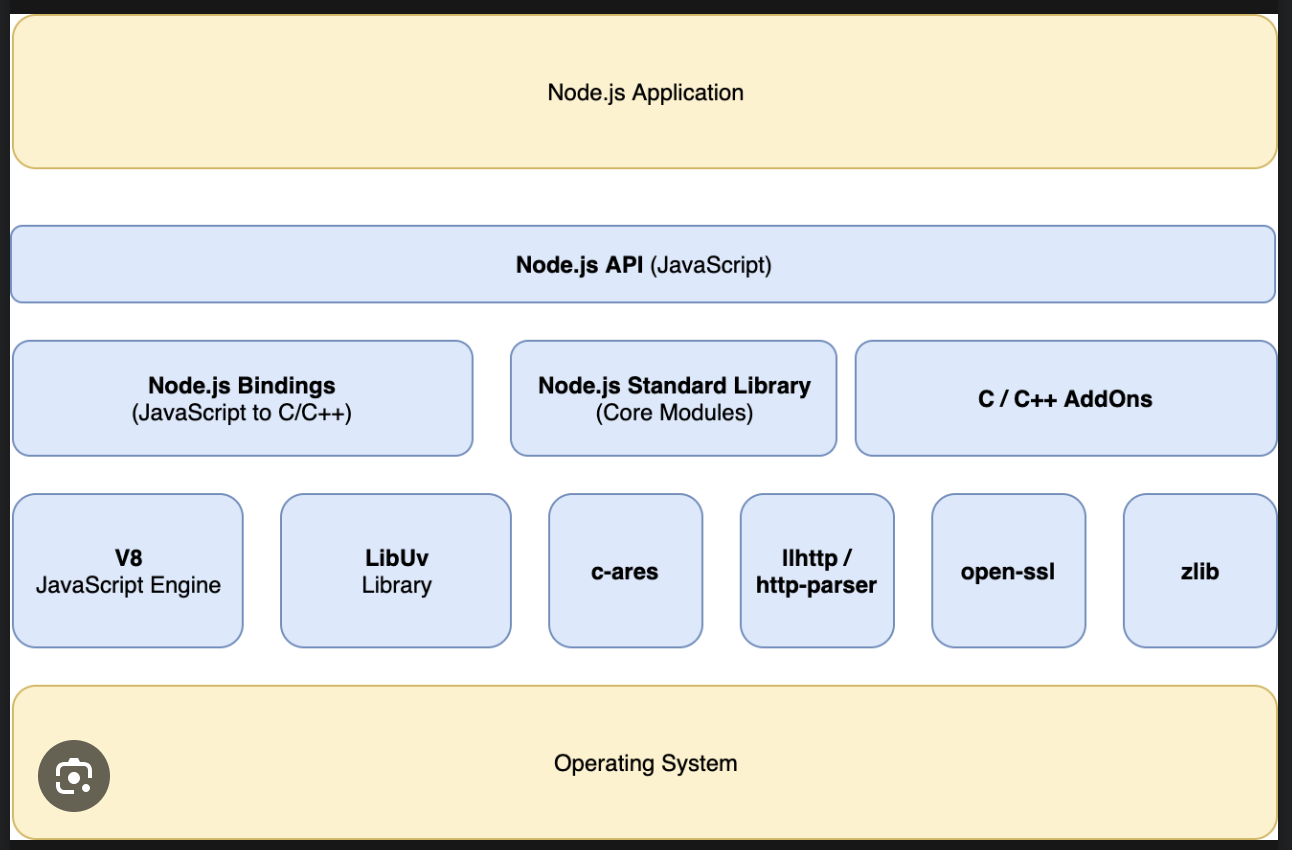 Node.js Application
Node.js API (JavaScript)
Node.js Bindings
(JavaScript to C/C++)
Node.js Standard Library
(Core Modules)
C / C++ AddOns
V8
JavaScript Engine
LibUv
Library
c-ares
llhttp /
http-parser
open-ssl
zlib
Operating System